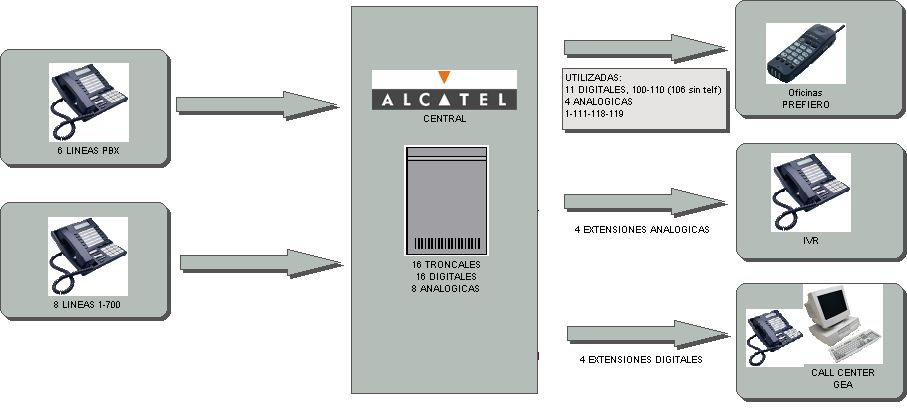 6 LINEAS PBX
8 LINEAS 1-700
ALCATEL
CENTRAL
16 TRONCALES
16 DIGITALES
8 ANALOGICAS
UTILIZADAS:
11 DIGITALES, 100-110 (106 sin telf)
4 ANALOGICAS
1-111-118-119
Oficinas
PREFIERO
4 EXTENSIONES ANALOGICAS
IVR
4 EXTENSIONES DIGITALES
CALL CENTER
GEA